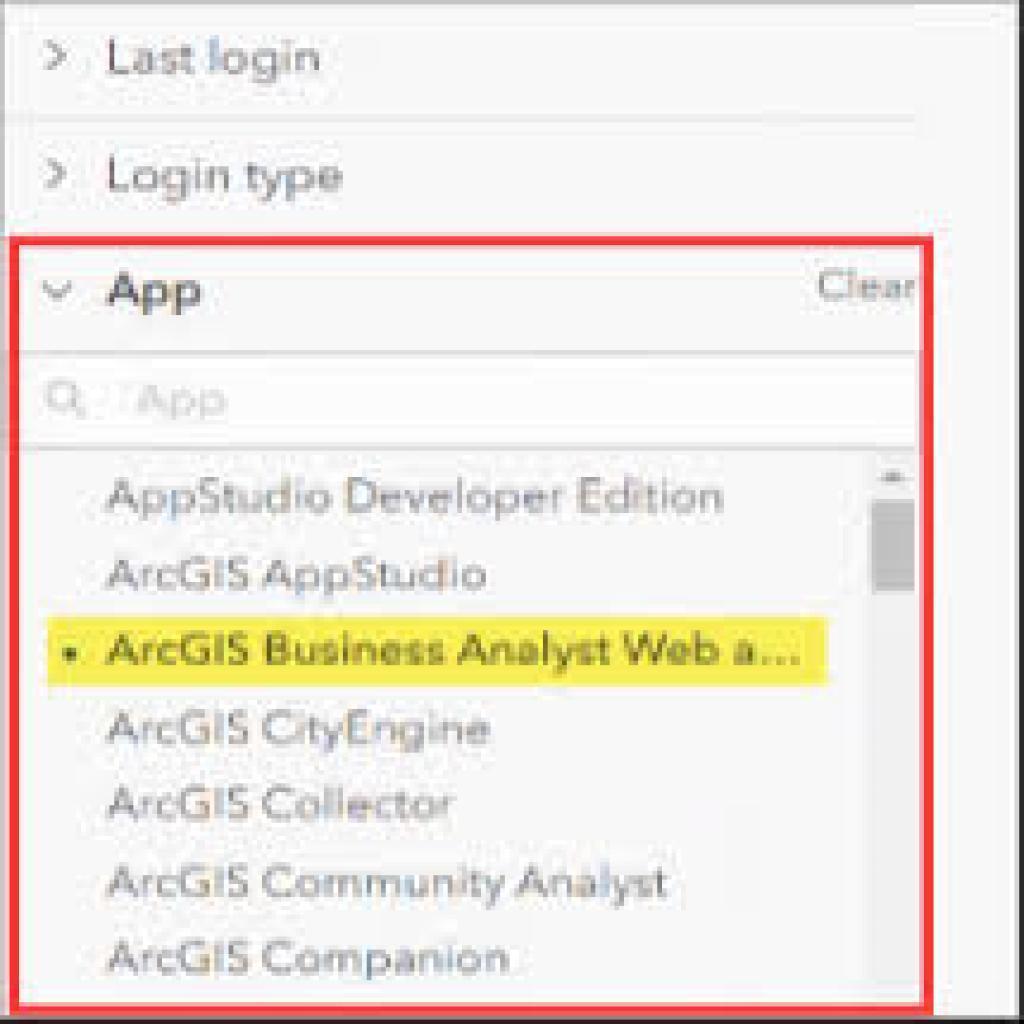 Last login
Login type
App
Clear
App
AppStudio Developer Edition
ArcGIS AppStudio
• ArcGIS Business Analyst Web a...
ArcGIS CityEngine
ArcGIS Collector
ArcGIS Community Analyst
ArcGIS Companion